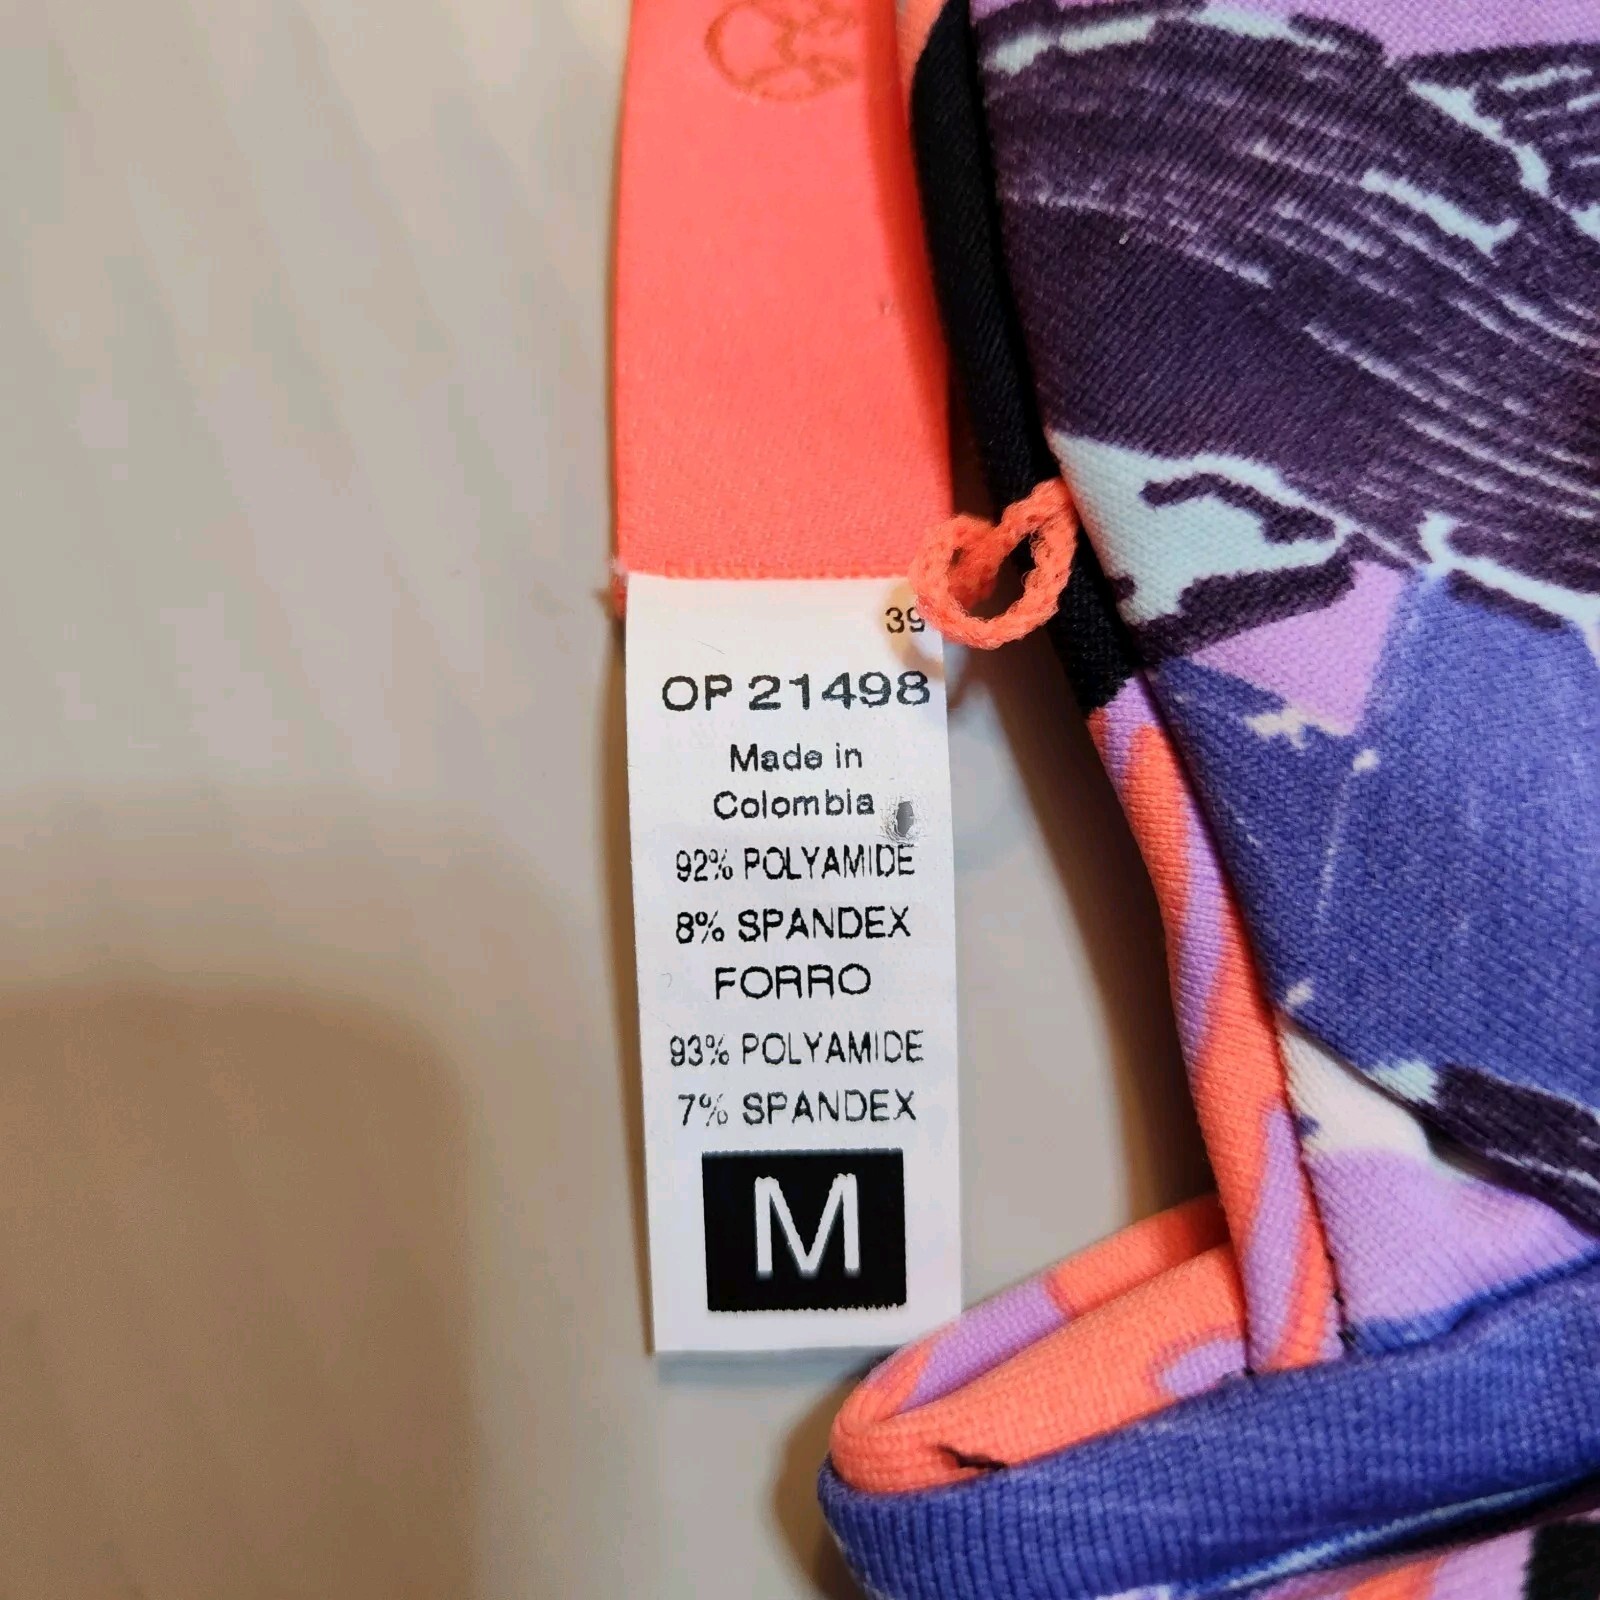 39
OP 21498
Made in
Colombia
92% POLYAMIDE
8% SPANDEX
FORRO
93% POLYAMIDE
7% SPANDEX
M